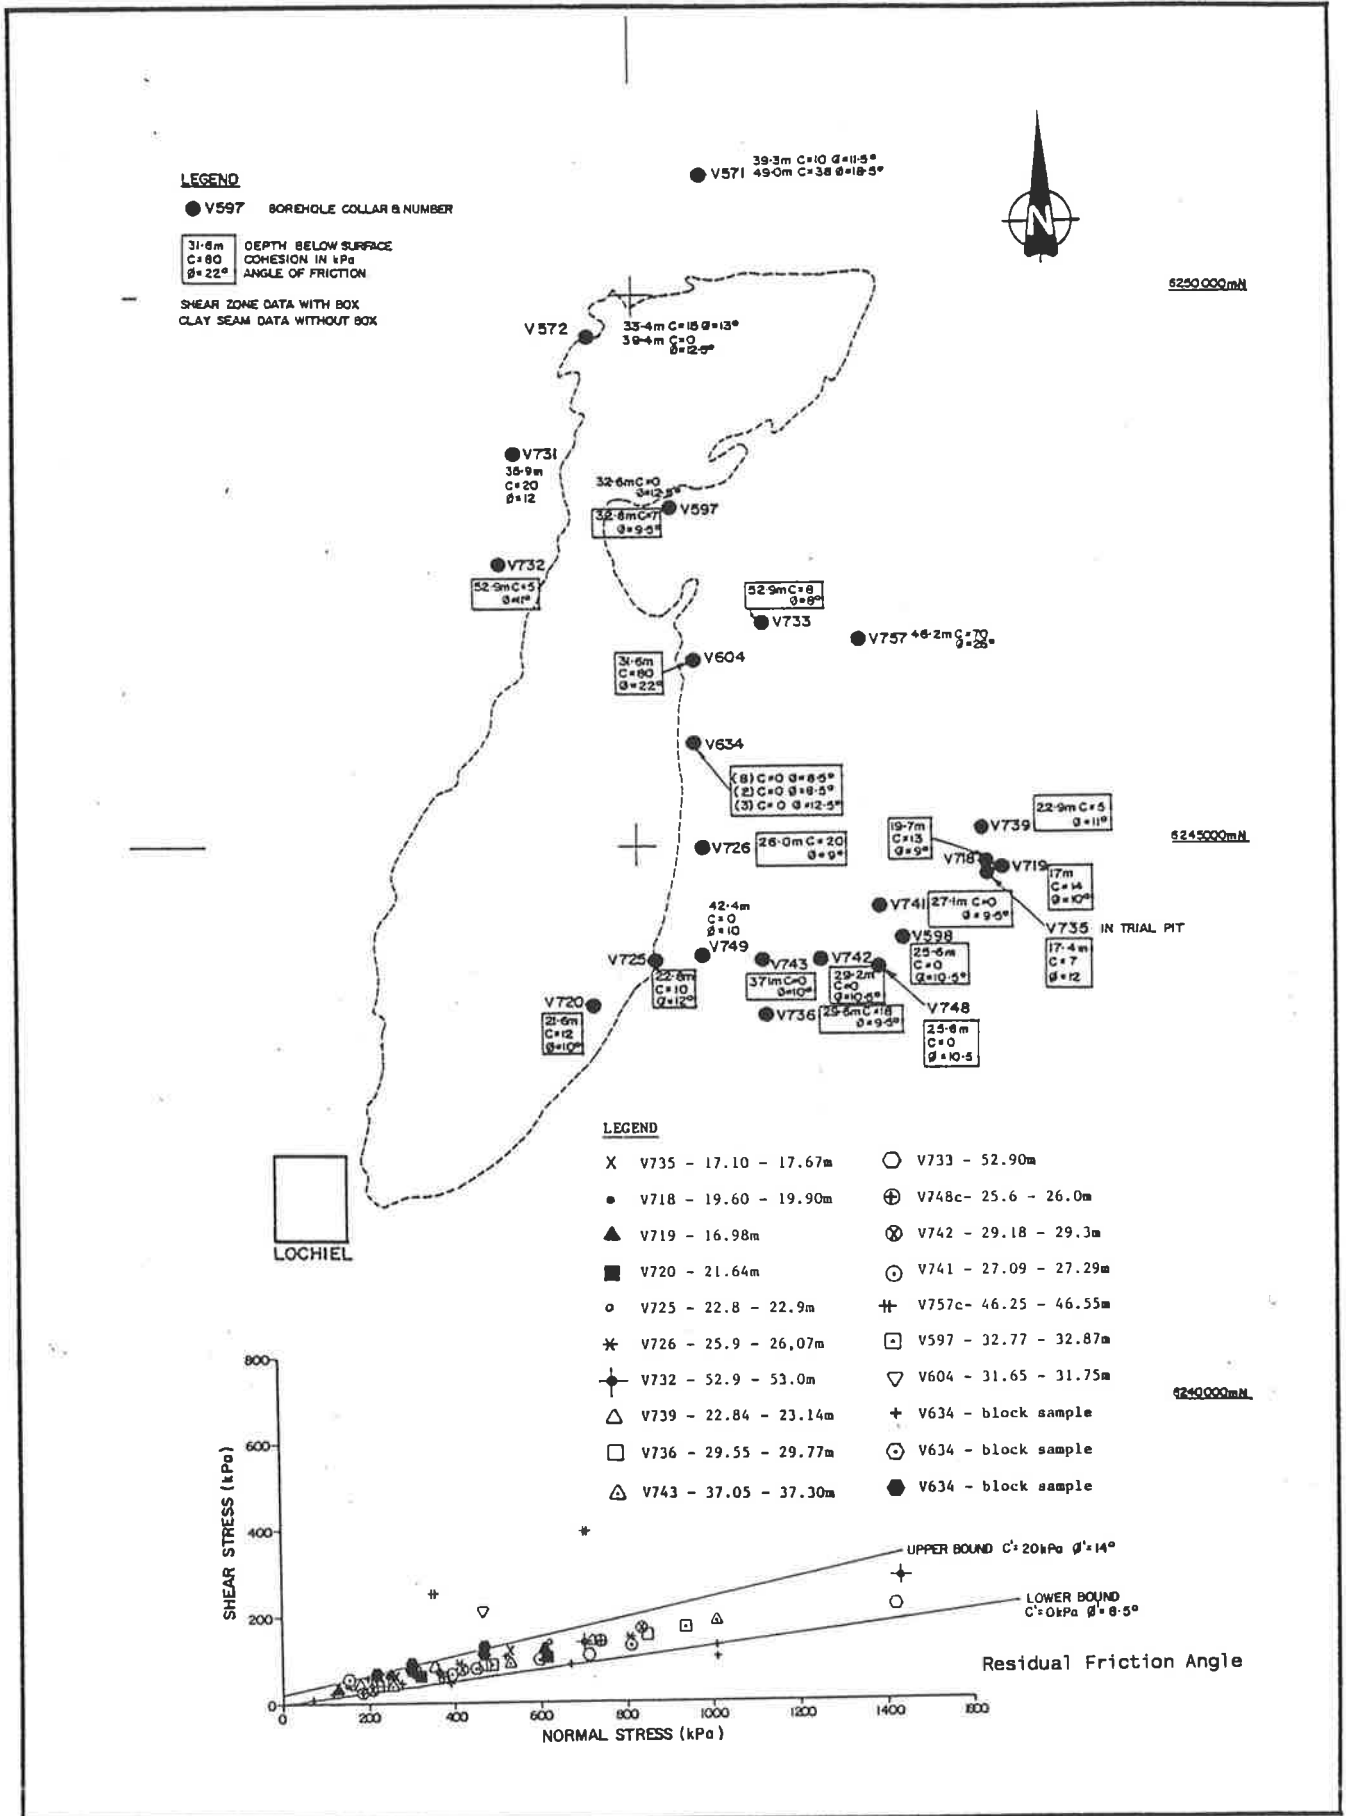 39·3m C=10 Ø=11·5°
V571 49·0m C=38 Ø=18·5°
LEGEND
V597 BOREHOLE COLLAR & NUMBER
31·6m DEPTH BELOW SURFACE
C=80 COHESION IN kPa
Ø=22° ANGLE OF FRICTION
SHEAR ZONE DATA WITH BOX
CLAY SEAM DATA WITHOUT BOX
N
6250000mN
V572
33·4m C=15 Ø=13°
39·4m C=0
Ø=12·5°
V731
36·9m
C=20
Ø=12
32·6m C=0
Ø=12·5°
V597
32·8m C=7
Ø=9·5°
V732
52·9m C=5
Ø=11°
52·9m C=8
Ø=8°
V733
V757 46·2m C=70
Ø=25°
V604
31·6m
C=80
Ø=22°
V634
(8) C=0 Ø=8·5°
(2) C=0 Ø=8·5°
(3) C=0 Ø=12·5°
22·9m C=5
Ø=11°
V739
19·7m
C=13
Ø=9°
V718
V719
17m
C=14
Ø=10°
6245000mN
V726
26·0m C=20
Ø=9°
V741
27·1m C=0
Ø=9·5°
V735 IN TRIAL PIT
17·4m
C=7
Ø=12
42·4m
C=0
Ø=10
V749
V598
25·6m
C=0
Ø=10·5°
V725
22·8m
C=10
Ø=12°
V743
37·1m C=0
Ø=10°
V742
29·2m
C=0
Ø=10·5°
V748
25·8m
C=0
Ø=10·5
V720
21·6m
C=12
Ø=10°
V736
29·6m C=18
Ø=9·5°
LOCHIEL
LEGEND
V735 - 17.10 - 17.67m
V718 - 19.60 - 19.90m
V719 - 16.98m
V720 - 21.64m
V725 - 22.8 - 22.9m
V726 - 25.9 - 26,07m
V732 - 52.9 - 53.0m
V739 - 22.84 - 23.14m
V736 - 29.55 - 29.77m
V743 - 37.05 - 37.30m
V733 - 52.90m
V748c- 25.6 - 26.0m
V742 - 29.18 - 29.3m
V741 - 27.09 - 27.29m
V757c- 46.25 - 46.55m
V597 - 32.77 - 32.87m
V604 - 31.65 - 31.75m
V634 - block sample
V634 - block sample
V634 - block sample
6240000mN
SHEAR STRESS (kPa)
800
600
400
200
0
0 200 400 600 800 1000 1200 1400 1600
NORMAL STRESS (kPa)
UPPER BOUND C'=20kPa Ø'=14°
LOWER BOUND
C'=0kPa Ø'=8·5°
Residual Friction Angle